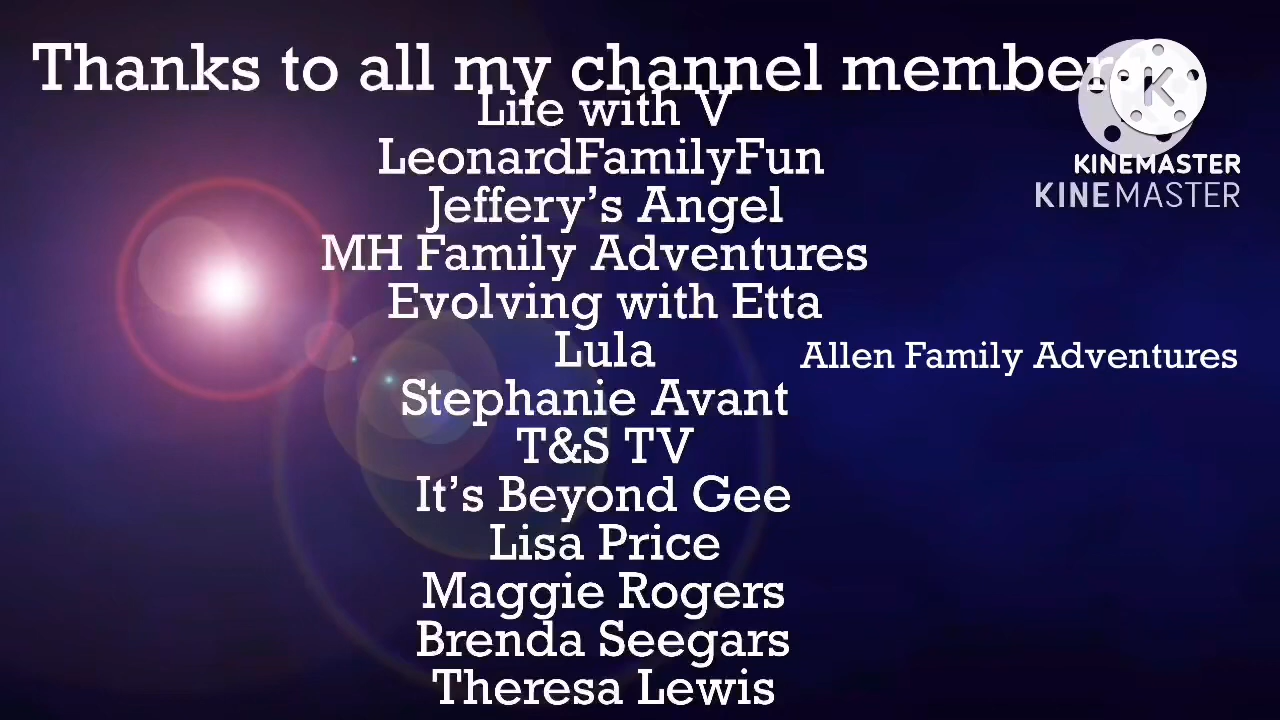 Thanks to all my channel member
Life with V
LeonardFamilyFun
Jeffery's Angel
MH Family Adventures
Evolving with Etta
Lula
Allen Family Adventures
Stephanie Avant
T&S TV
It's Beyond Gee
Lisa Price
Maggie Rogers
Brenda Seegars
Theresa Lewis
K
KINEMASTER
KINEMASTER